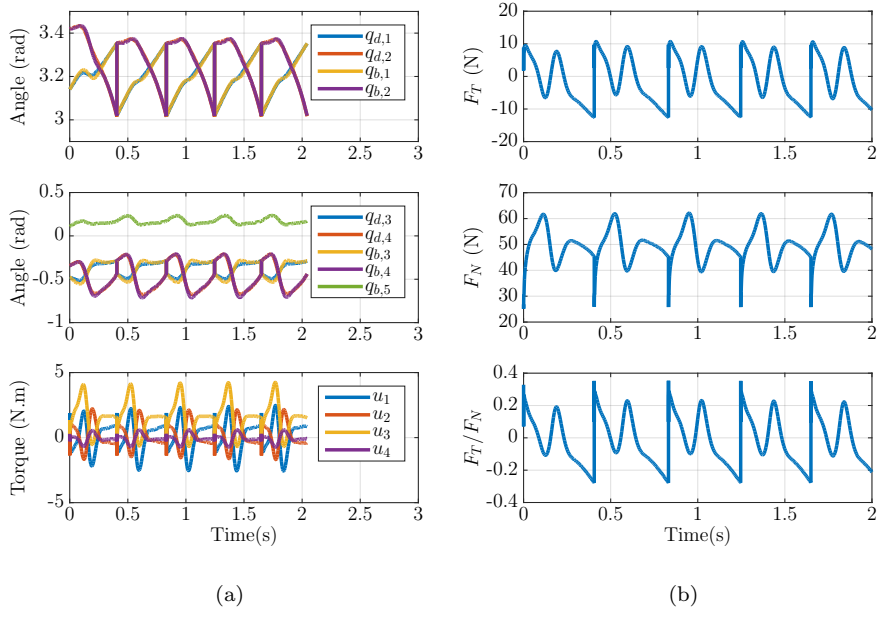 3.4
3.2
3
0
0.5
1
1.5
2
2.5
3
Angle (rad)
q_{d,1}
q_{d,2}
q_{b,1}
q_{b,2}
0.5
0
-0.5
-1
0
0.5
1
1.5
2
2.5
3
Angle (rad)
q_{d,3}
q_{d,4}
q_{b,3}
q_{b,4}
q_{b,5}
5
0
-5
0
0.5
1
1.5
2
2.5
3
Torque (N.m)
u_1
u_2
u_3
u_4
Time(s)
(a)
20
10
0
-10
-20
0
0.5
1
1.5
2
F_T (N)
70
60
50
40
30
20
0
0.5
1
1.5
2
F_N (N)
0.4
0.2
0
-0.2
-0.4
0
0.5
1
1.5
2
F_T/F_N
Time(s)
(b)